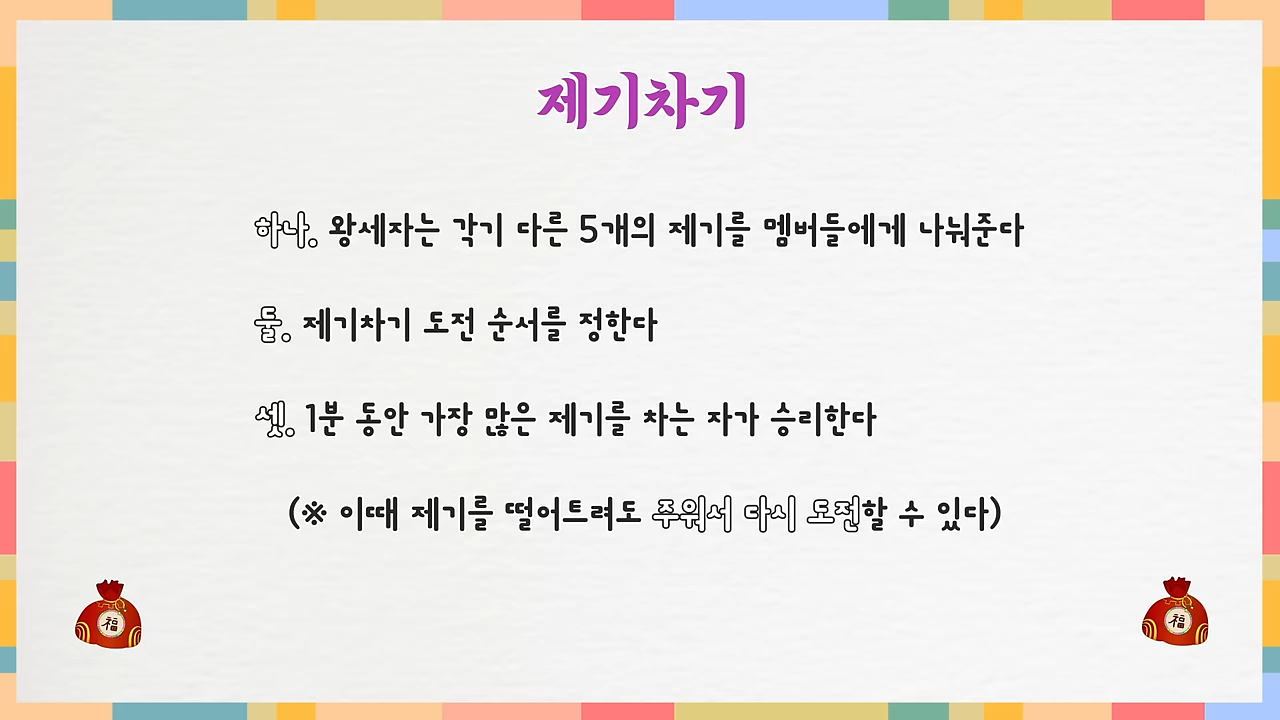 제기차기
하나. 왕세자는 각기 다른 5개의 제기를 멤버들에게 나눠준다
둘. 제기차기 도전 순서를 정한다
셋. 1분 동안 가장 많은 제기를 차는 자가 승리한다
(※ 이때 제기를 떨어트려도 주워서 다시 도전할 수 있다)
福
福